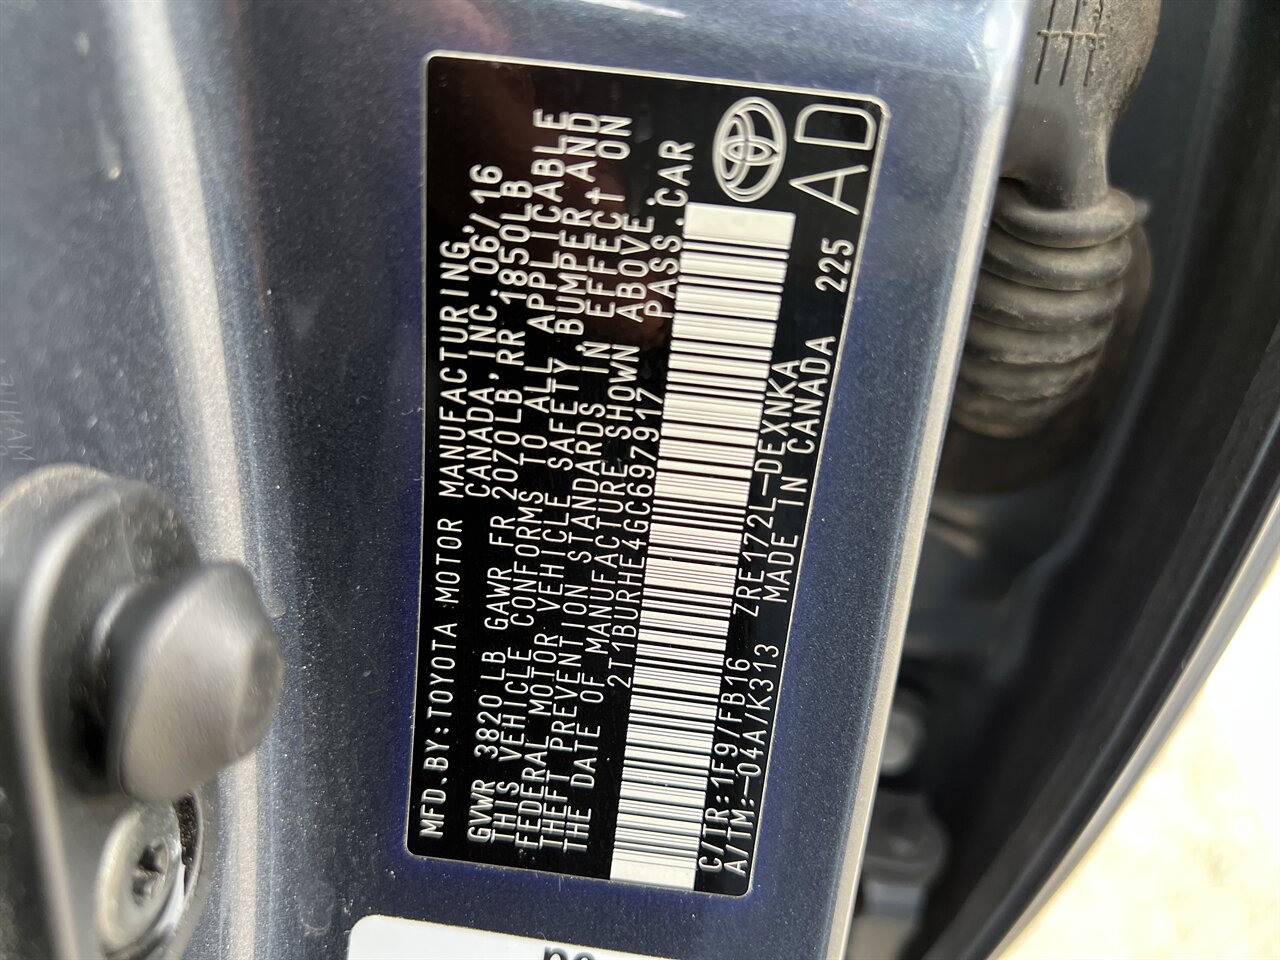 MFD.BY:TOYOTA MOTOR MANUFACTURING,
CANADA,INC. 06/16
GVWR 3820LB GAWR FR 2070LB,RR 1850LB
THIS VEHICLE CONFORMS TO ALL APPLICABLE
FEDERAL MOTOR VEHICLE SAFETY,BUMPER,AND
THEFT PREVENTION STANDARDS IN EFFECT ON
THE DATE OF MANUFACTURE SHOWN ABOVE.
2T1BURHE4GC697917 PASS.CAR
C/TR:1F9/FB16 ZRE172L-DEXNKA
A/TM:-04A/K313 MADE IN CANADA 225
AD